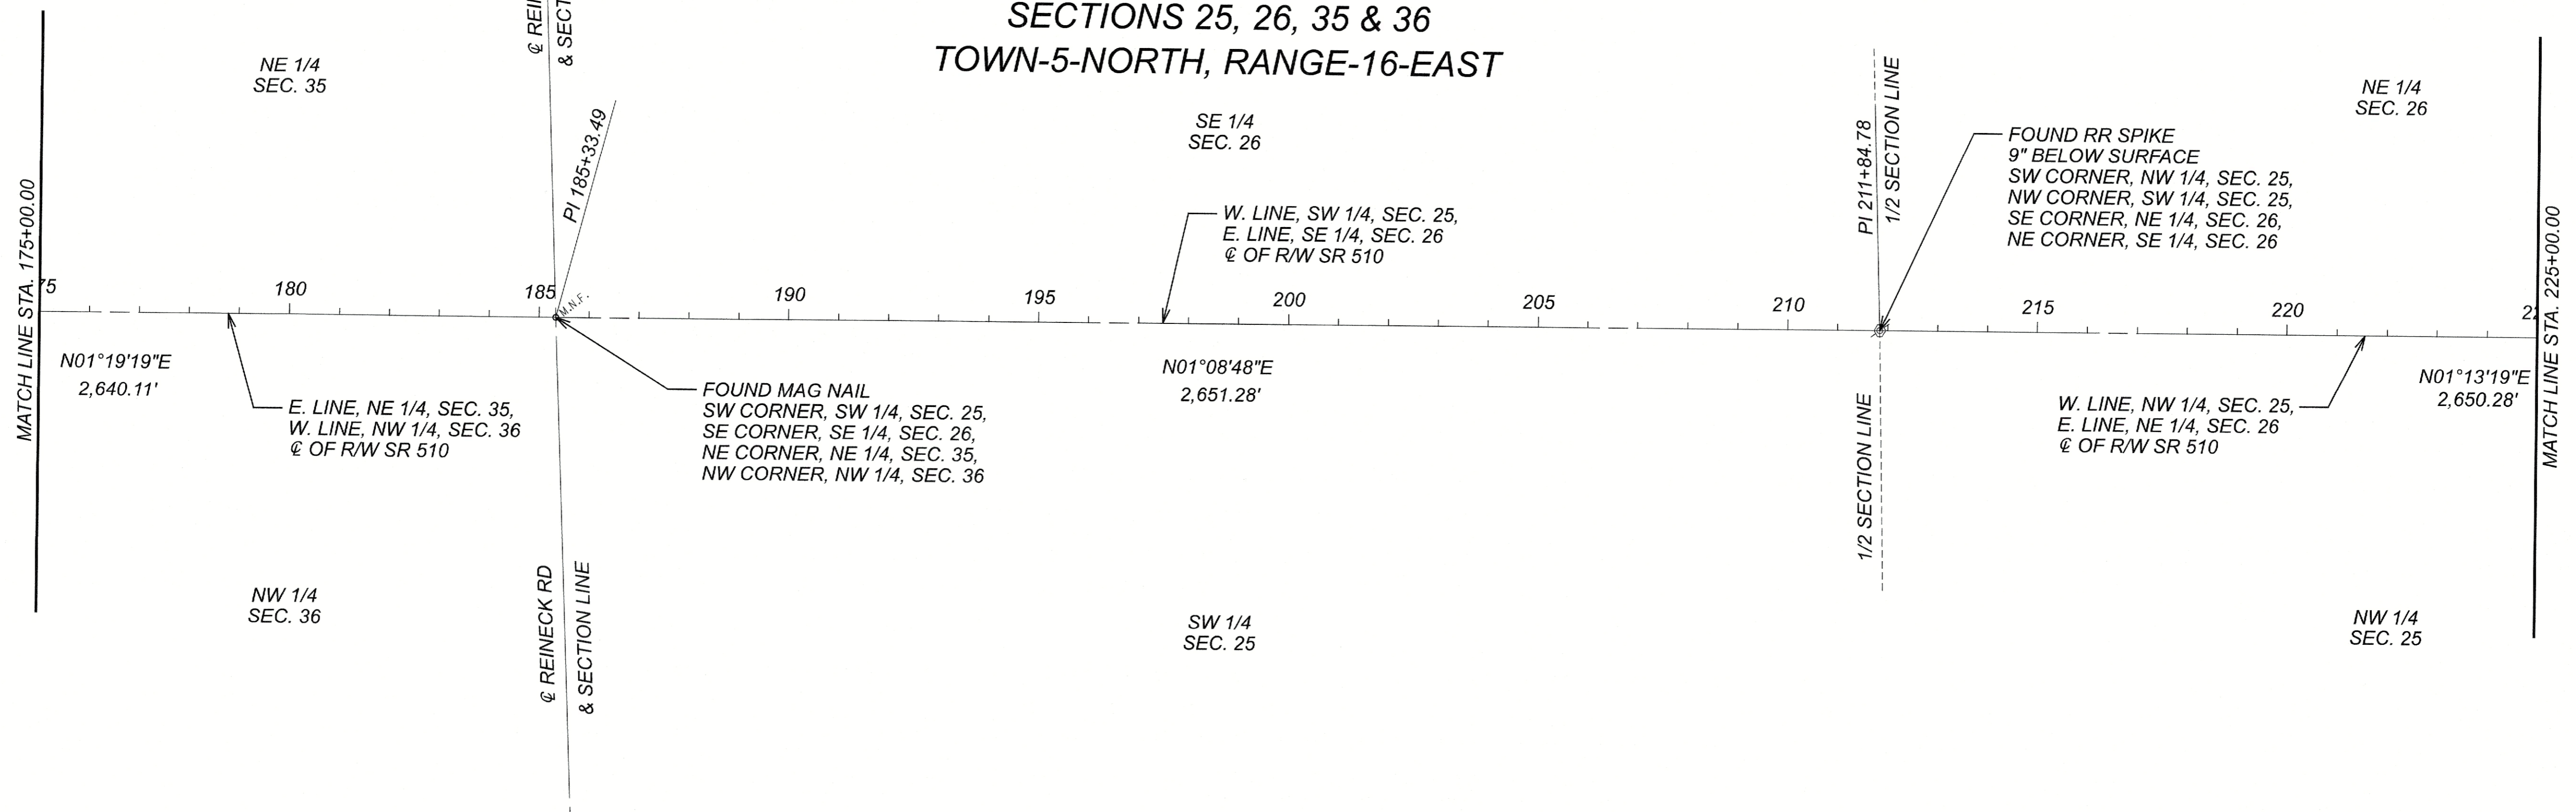 SECTIONS 25, 26, 35 & 36
TOWN-5-NORTH, RANGE-16-EAST
MATCH LINE STA. 175+00.00
NE 1/4
SEC. 35
℄ REI
& SECT
PI 185+33.49
SE 1/4
SEC. 26
W. LINE, SW 1/4, SEC. 25,
E. LINE, SE 1/4, SEC. 26
℄ OF R/W SR 510
PI 211+84.78
1/2 SECTION LINE
FOUND RR SPIKE
9" BELOW SURFACE
SW CORNER, NW 1/4, SEC. 25,
NW CORNER, SW 1/4, SEC. 25,
SE CORNER, NE 1/4, SEC. 26,
NE CORNER, SE 1/4, SEC. 26
NE 1/4
SEC. 26
MATCH LINE STA. 225+00.00
75
180
185
M.N.F.
190
195
200
205
210
215
220
22
N01°19'19"E
2,640.11'
E. LINE, NE 1/4, SEC. 35,
W. LINE, NW 1/4, SEC. 36
℄ OF R/W SR 510
FOUND MAG NAIL
SW CORNER, SW 1/4, SEC. 25,
SE CORNER, SE 1/4, SEC. 26,
NE CORNER, NE 1/4, SEC. 35,
NW CORNER, NW 1/4, SEC. 36
N01°08'48"E
2,651.28'
1/2 SECTION LINE
W. LINE, NW 1/4, SEC. 25,
E. LINE, NE 1/4, SEC. 26
℄ OF R/W SR 510
N01°13'19"E
2,650.28'
NW 1/4
SEC. 36
℄ REINECK RD
& SECTION LINE
SW 1/4
SEC. 25
NW 1/4
SEC. 25